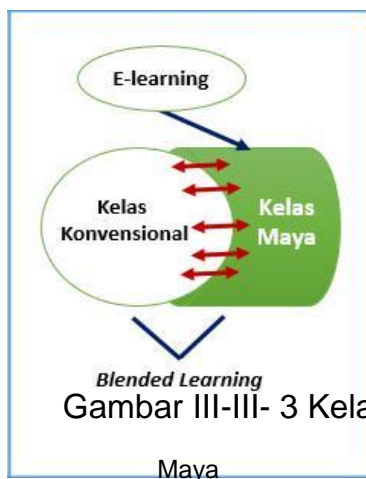 E-learning
Kelas
Konvensional
Kelas
Maya
Blended Learning
Gambar III-III- 3 Kela
Maya